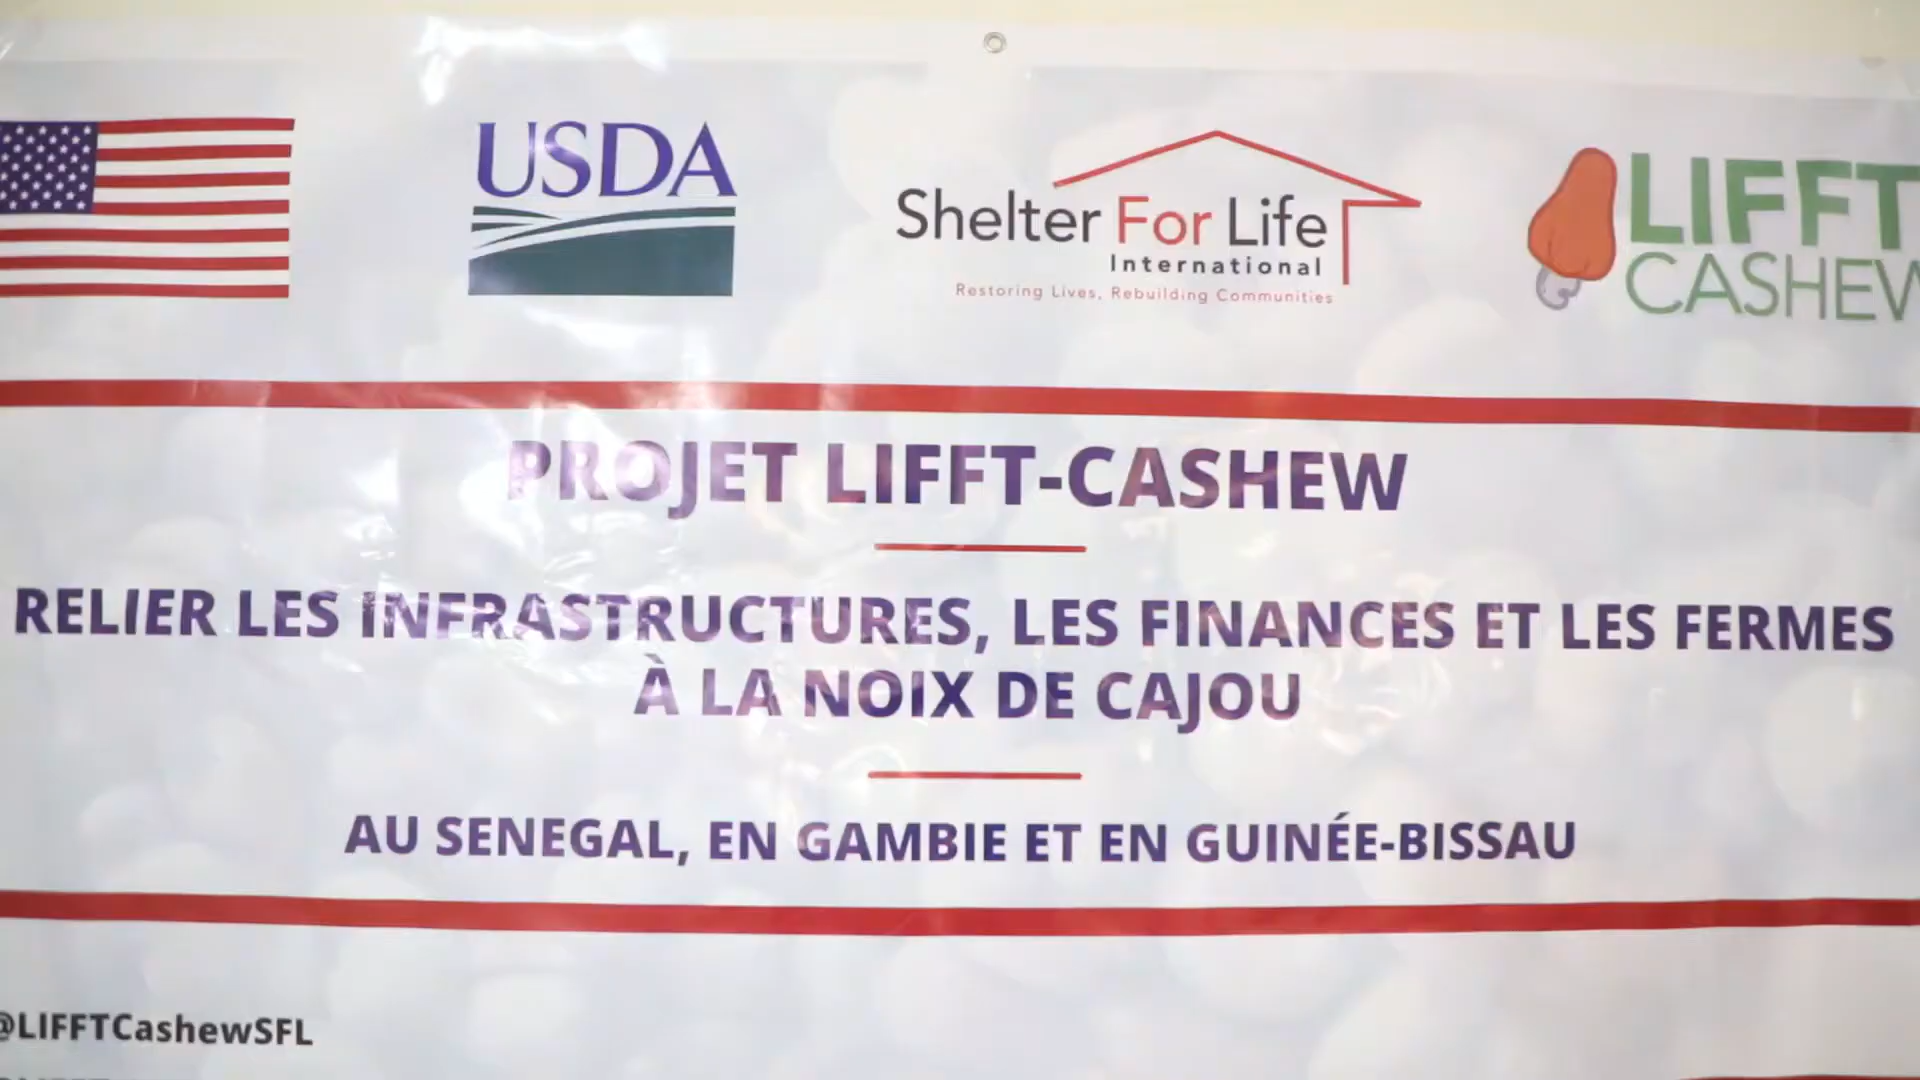 USDA
Shelter For Life
International
Restoring Lives, Rebuilding Communities
LIFFT
CASHEW
PROJET LIFFT-CASHEW
RELIER LES INFRASTRUCTURES, LES FINANCES ET LES FERMES
À LA NOIX DE CAJOU
AU SENEGAL, EN GAMBIE ET EN GUINÉE-BISSAU
@LIFFTCashewSFL